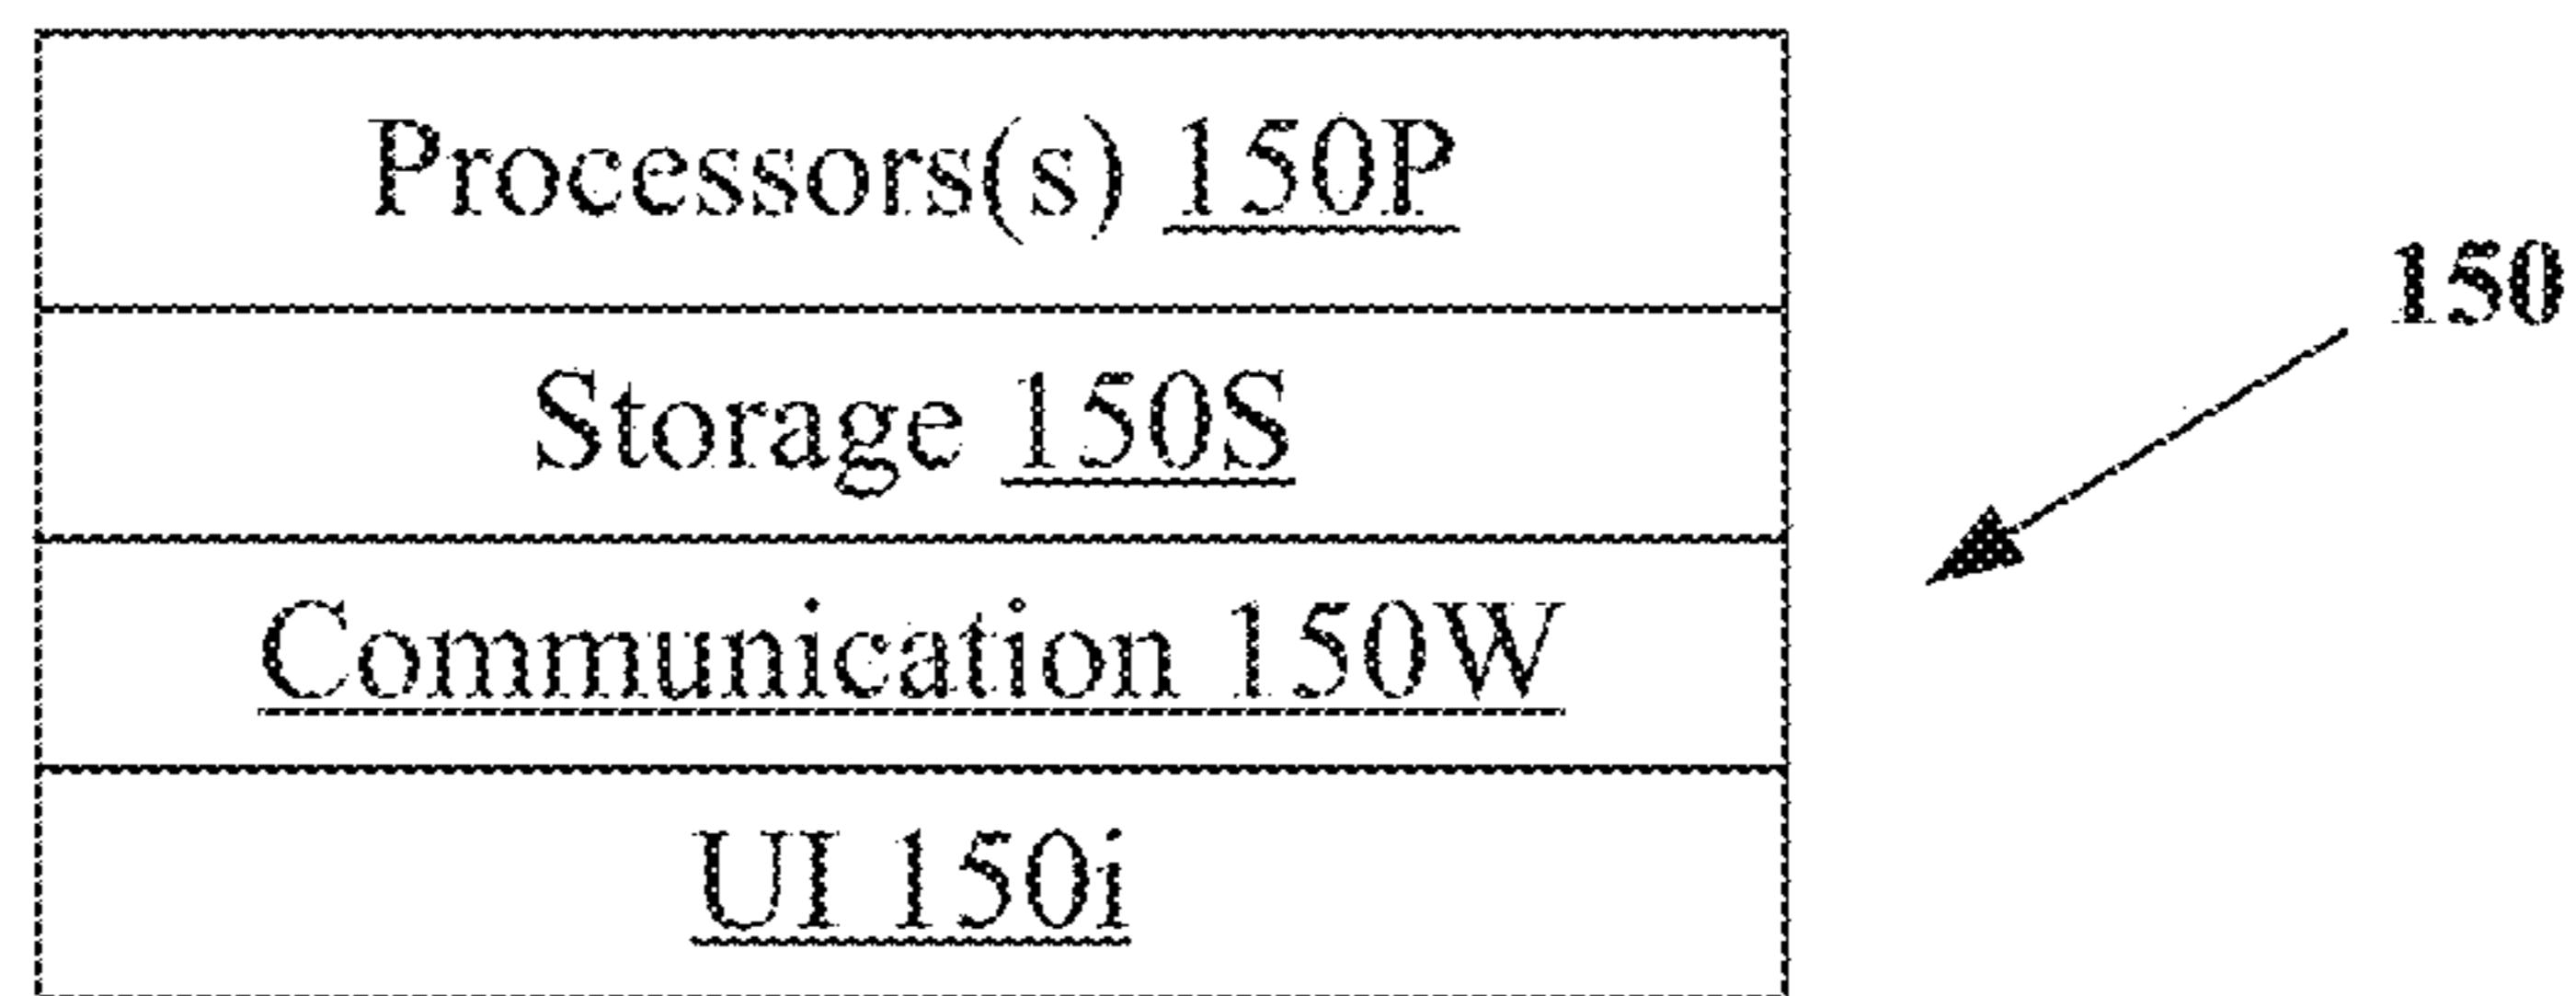 Processors(s) 150P
150
Storage 150S
Communication 150W
UI 150i